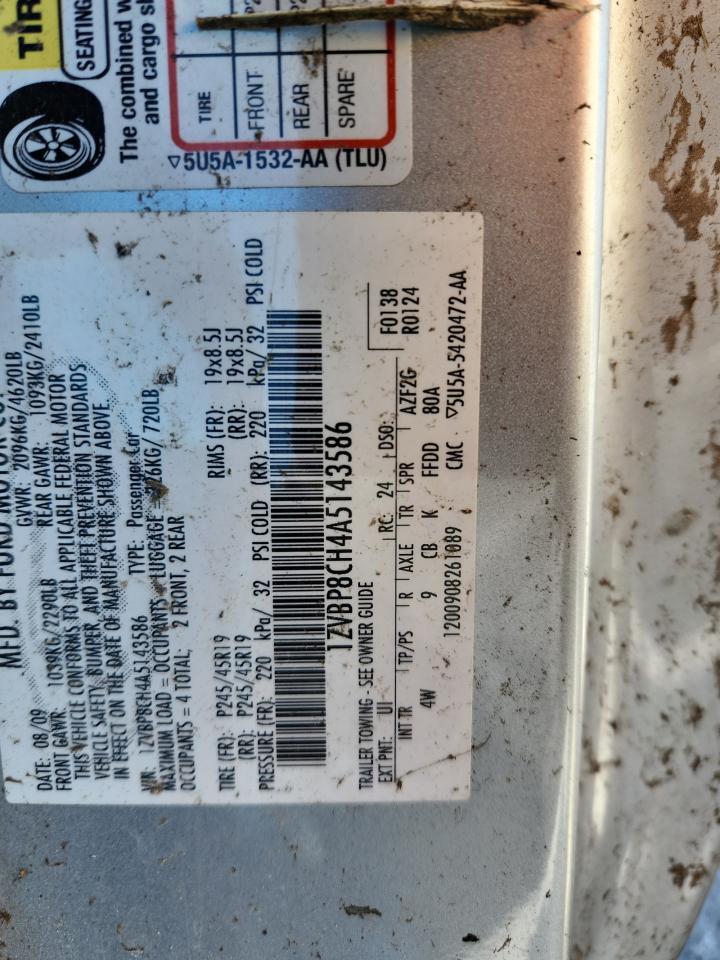 TIR
SEATING
The combined w
and cargo s
TIRE
FRONT
REAR
SPARE
▽5U5A-1532-AA (TLU)
MFD. BY FORD MOTOR CO.
DATE: 08/09 GVWR: 2096KG/4620LB
FRONT GAWR: 1039KG/2290LB REAR GAWR: 1093KG/2410LB
THIS VEHICLE CONFORMS TO ALL APPLICABLE FEDERAL MOTOR
VEHICLE SAFETY, BUMPER, AND THEFT PREVENTION STANDARDS
IN EFFECT ON THE DATE OF MANUFACTURE SHOWN ABOVE
VIN: 1ZVBP8CH4A5143586 TYPE: Passenger Car
MAXIMUM LOAD = OCCUPANTS + LUGGAGE = 326KG/ 720LB
OCCUPANTS = 4 TOTAL; 2 FRONT, 2 REAR
TIRE (FR): P245/45R19 RIMS (FR): 19x8.5J
(RR): P245/45R19 (RR): 19x8.5J
PRESSURE (FR): 220 kPa/ 32 PSI COLD (RR): 220 kPa/ 32 PSI COLD
1ZVBP8CH4A5143586
TRAILER TOWING - SEE OWNER GUIDE
F0138
R0124
EXT PNT: UI RC: 24 DSO:
INT TR TP/PS R AXLE TR SPR AZF2G
4W 9 CB K FFDD 80A
1200908261089 CMC ▽5U5A-5420472-AA